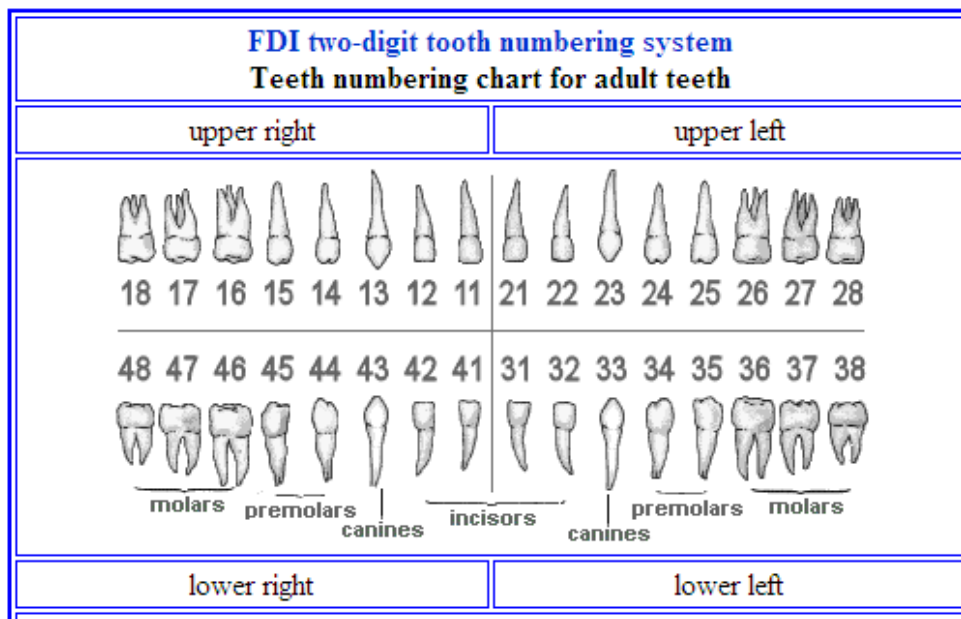 FDI two-digit tooth numbering system
Teeth numbering chart for adult teeth
upper right upper left
18 17 16 15 14 13 12 11 21 22 23 24 25 26 27 28
48 47 46 45 44 43 42 41 31 32 33 34 35 36 37 38
molars premolars canines incisors canines premolars molars
lower right lower left